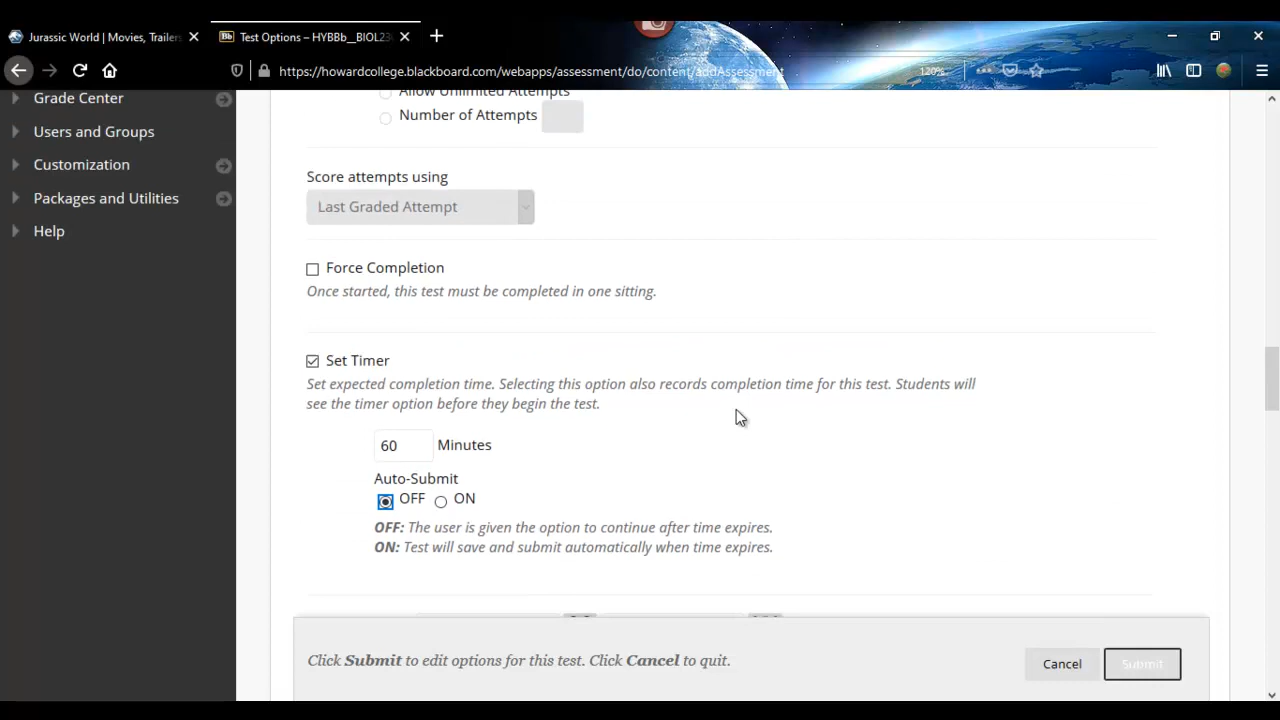 Jurassic World | Movies, Trailers
Bb Test Options – HYBBb__BIOL23
https://howardcollege.blackboard.com/webapps/assessment/do/content/addAssessment
120%
Grade Center
Users and Groups
Customization
Packages and Utilities
Help
Allow Unlimited Attempts
Number of Attempts
Score attempts using
Last Graded Attempt
Force Completion
Once started, this test must be completed in one sitting.
Set Timer
Set expected completion time. Selecting this option also records completion time for this test. Students will
see the timer option before they begin the test.
60 Minutes
Auto-Submit
OFF ON
OFF: The user is given the option to continue after time expires.
ON: Test will save and submit automatically when time expires.
Click Submit to edit options for this test. Click Cancel to quit.
Cancel
Submit